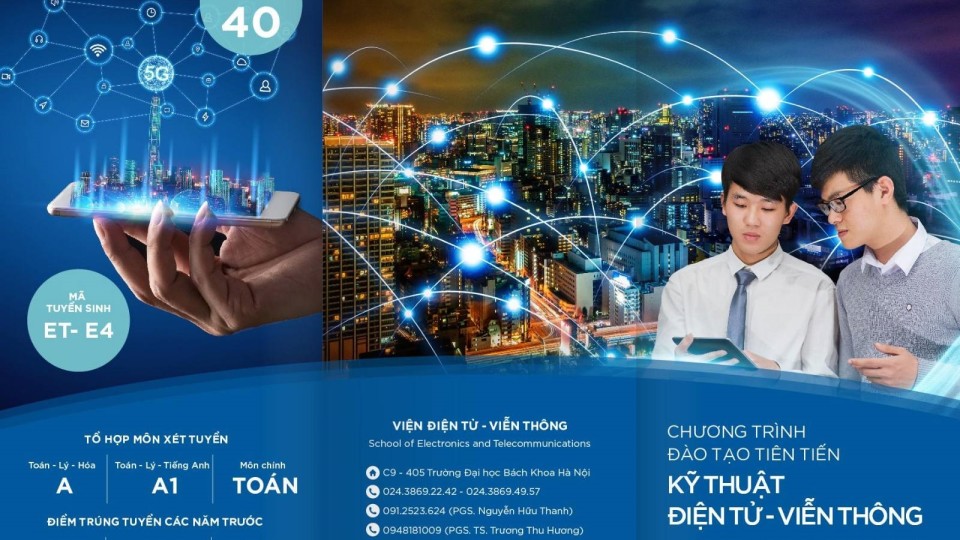 40
5G
MÃ
TUYỂN SINH
ET- E4
TỔ HỢP MÔN XÉT TUYỂN
Toán - Lý - Hóa
A
Toán - Lý - Tiếng Anh
A1
Môn chính
TOÁN
ĐIỂM TRÚNG TUYỂN CÁC NĂM TRƯỚC
VIỆN ĐIỆN TỬ - VIỄN THÔNG
School of Electronics and Telecommunications
C9 - 405 Trường Đại học Bách Khoa Hà Nội
024.3869.22.42 - 024.3869.49.57
091.2523.624 (PGS. Nguyễn Hữu Thanh)
0948181009 (PGS. TS. Trương Thu Hương)
CHƯƠNG TRÌNH
ĐÀO TẠO TIÊN TIẾN
KỸ THUẬT
ĐIỆN TỬ - VIỄN THÔNG